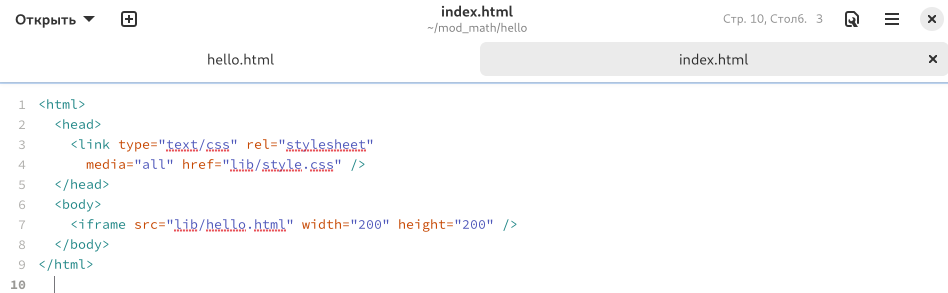 Открыть
index.html
~/mod_math/hello
Стр. 10, Столб. 3
hello.html
index.html
1 <html>
2 <head>
3 <link type="text/css" rel="stylesheet"
4 media="all" href="lib/style.css" />
5 </head>
6 <body>
7 <iframe src="lib/hello.html" width="200" height="200" />
8 </body>
9 </html>
10